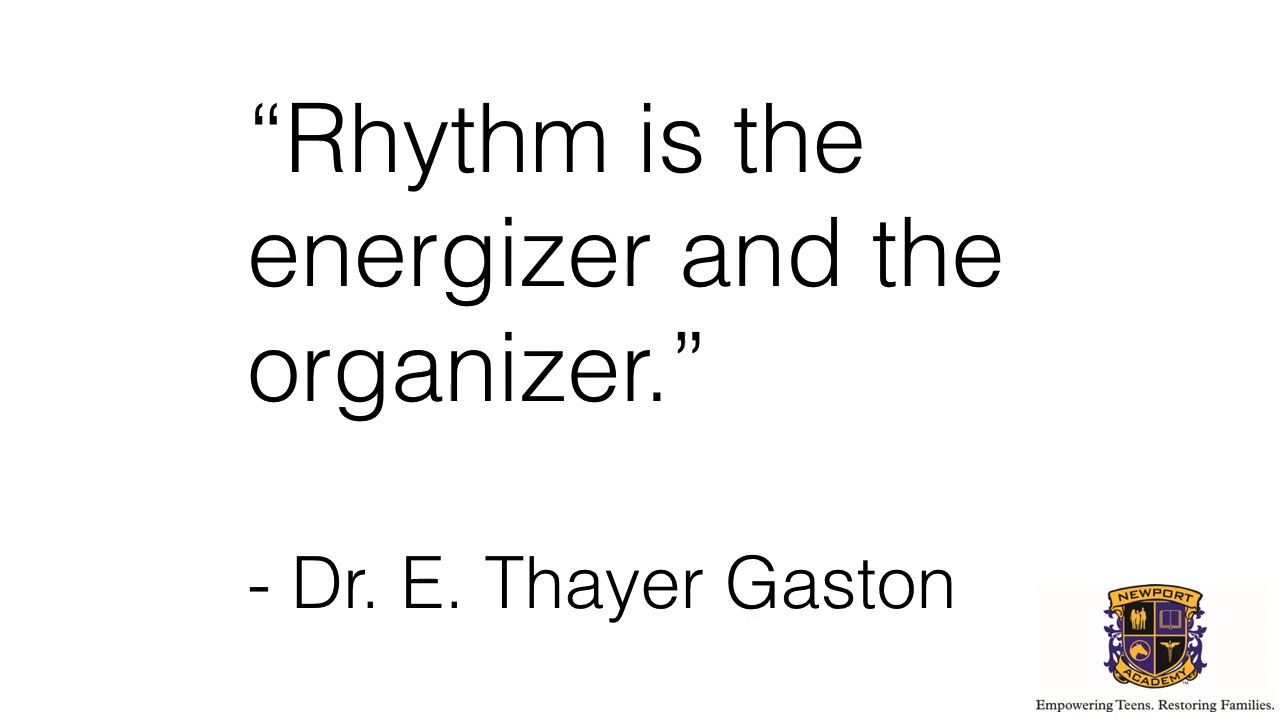 “Rhythm is the
energizer and the
organizer.”
- Dr. E. Thayer Gaston
NEWPORT
ACADEMY
Empowering Teens. Restoring Families.